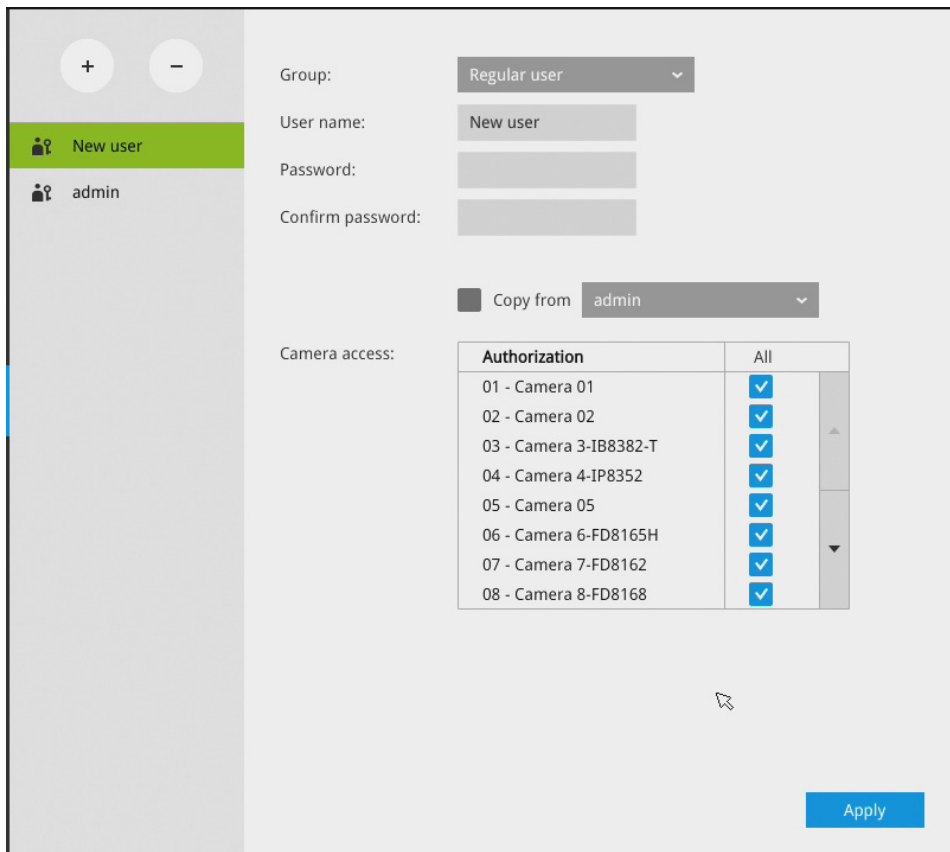 + −
New user
admin
Group: Regular user
User name: New user
Password:
Confirm password:
Copy from admin
Camera access:
Authorization All
01 - Camera 01
02 - Camera 02
03 - Camera 3-IB8382-T
04 - Camera 4-IP8352
05 - Camera 05
06 - Camera 6-FD8165H
07 - Camera 7-FD8162
08 - Camera 8-FD8168
Apply